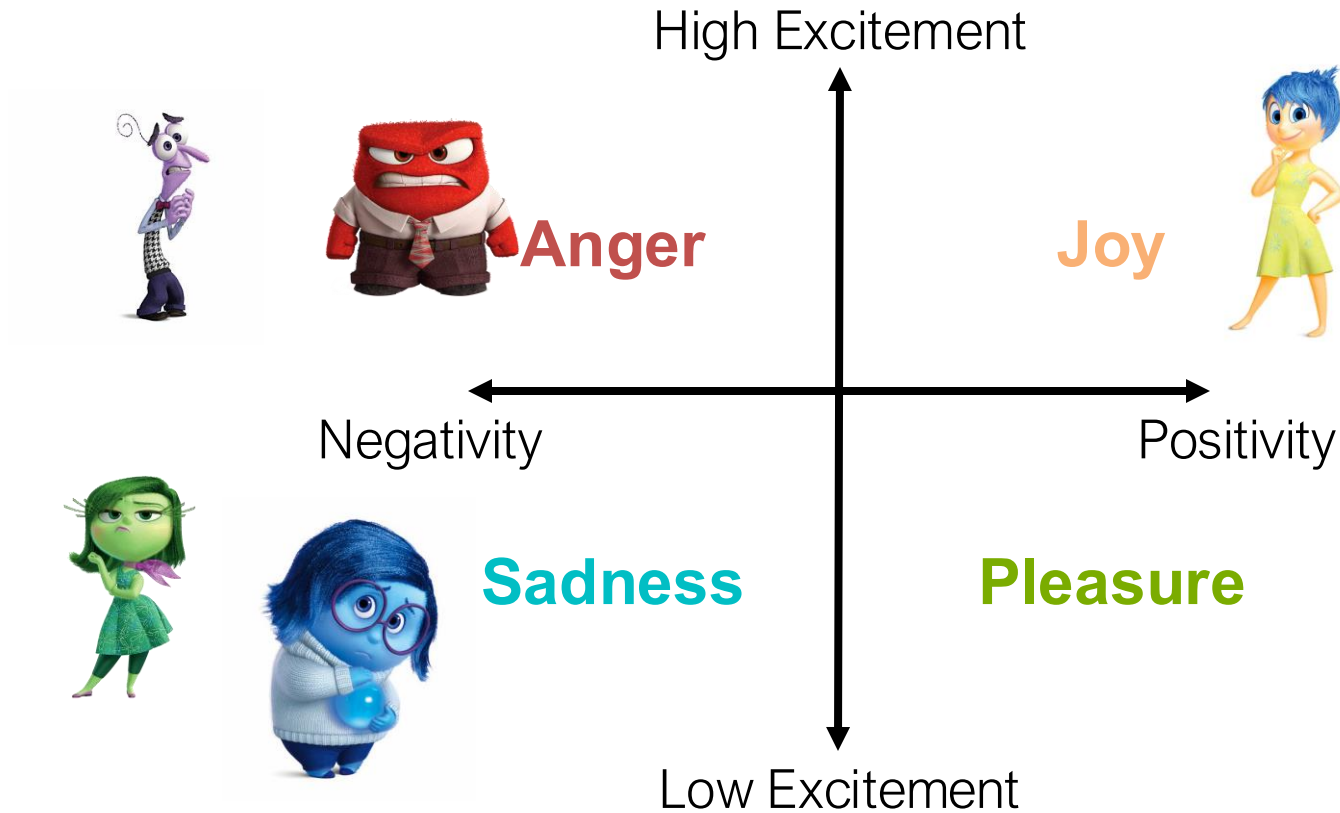 High Excitement
Anger
Joy
Negativity
Positivity
Sadness
Pleasure
Low Excitement